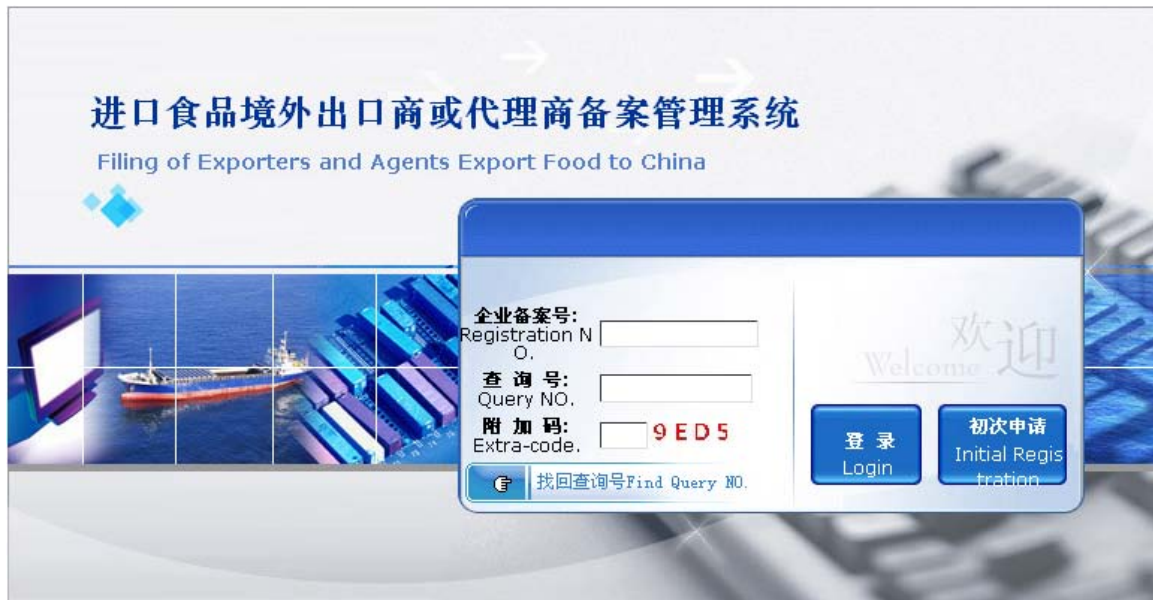 进口食品境外出口商或代理商备案管理系统
Filing of Exporters and Agents Export Food to China
企业备案号:
Registration N
O.
查 询 号:
Query NO.
附 加 码:
Extra-code.
9ED5
找回查询号Find Query NO.
欢迎
Welcome
登 录
Login
初次申请
Initial Regis
tration